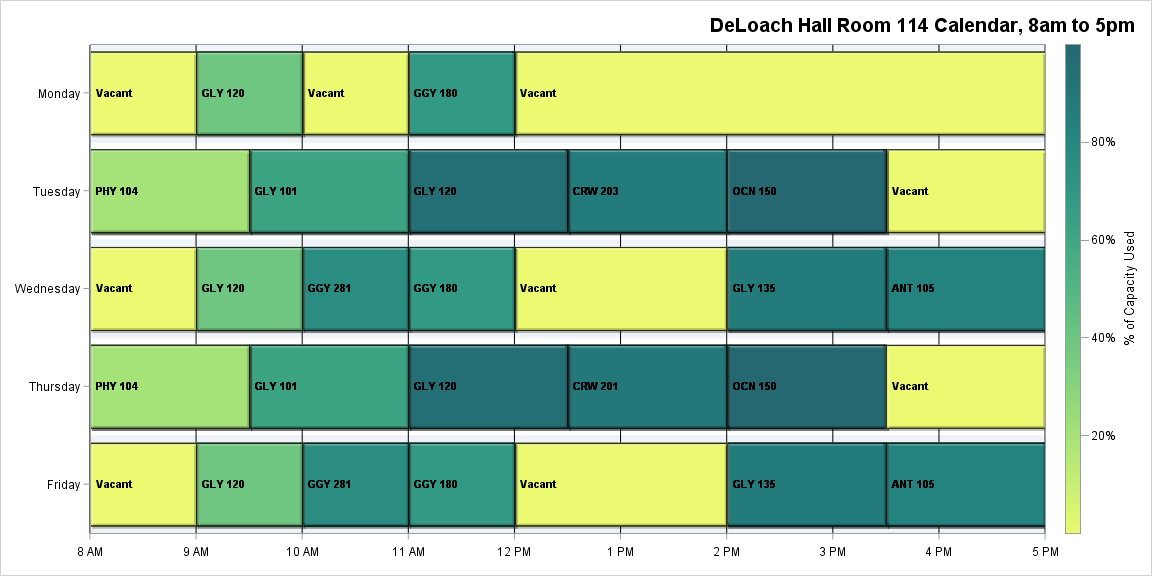 DeLoach Hall Room 114 Calendar, 8am to 5pm
Monday
Vacant
GLY 120
Vacant
GGY 180
Vacant
Tuesday
PHY 104
GLY 101
GLY 120
CRW 203
OCN 150
Vacant
Wednesday
Vacant
GLY 120
GGY 281
GGY 180
Vacant
GLY 135
ANT 105
Thursday
PHY 104
GLY 101
GLY 120
CRW 201
OCN 150
Vacant
Friday
Vacant
GLY 120
GGY 281
GGY 180
Vacant
GLY 135
ANT 105
8 AM
9 AM
10 AM
11 AM
12 PM
1 PM
2 PM
3 PM
4 PM
5 PM
80%
60%
40%
20%
% of Capacity Used